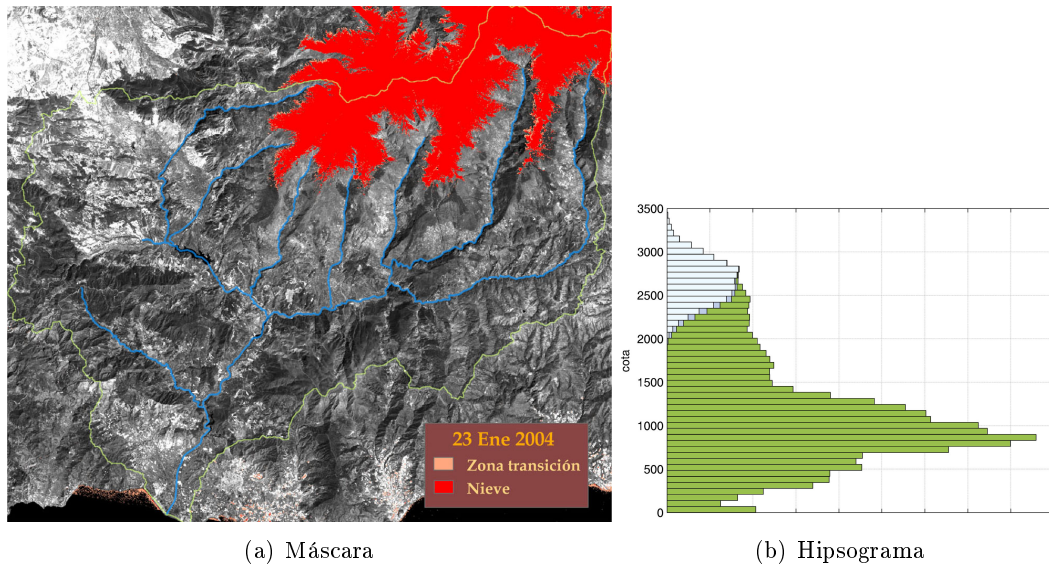 23 Ene 2004
Zona transición
Nieve
(a) Máscara
3500
3000
2500
2000
1500
1000
500
0
cota
(b) Hipsograma